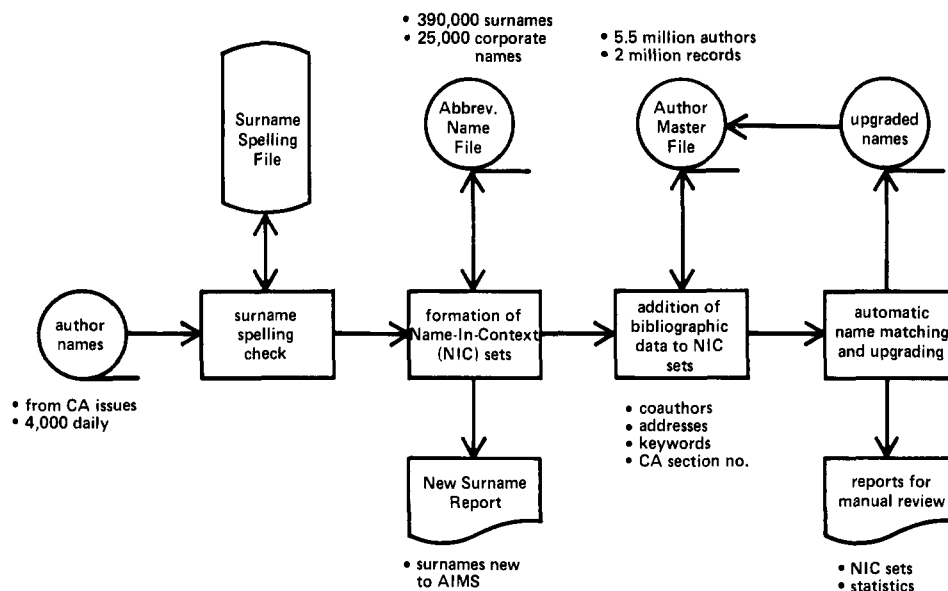 • 390,000 surnames
• 25,000 corporate
names
• 5.5 million authors
• 2 million records
Surname
Spelling
File
Abbrev.
Name
File
Author
Master
File
upgraded
names
author
names
surname
spelling
check
formation of
Name-In-Context
(NIC) sets
addition of
bibliographic
data to NIC
sets
automatic
name matching
and upgrading
• from CA issues
• 4,000 daily
• coauthors
• addresses
• keywords
• CA section no.
New Surname
Report
reports for
manual review
• surnames new
to AIMS
• NIC sets
• statistics